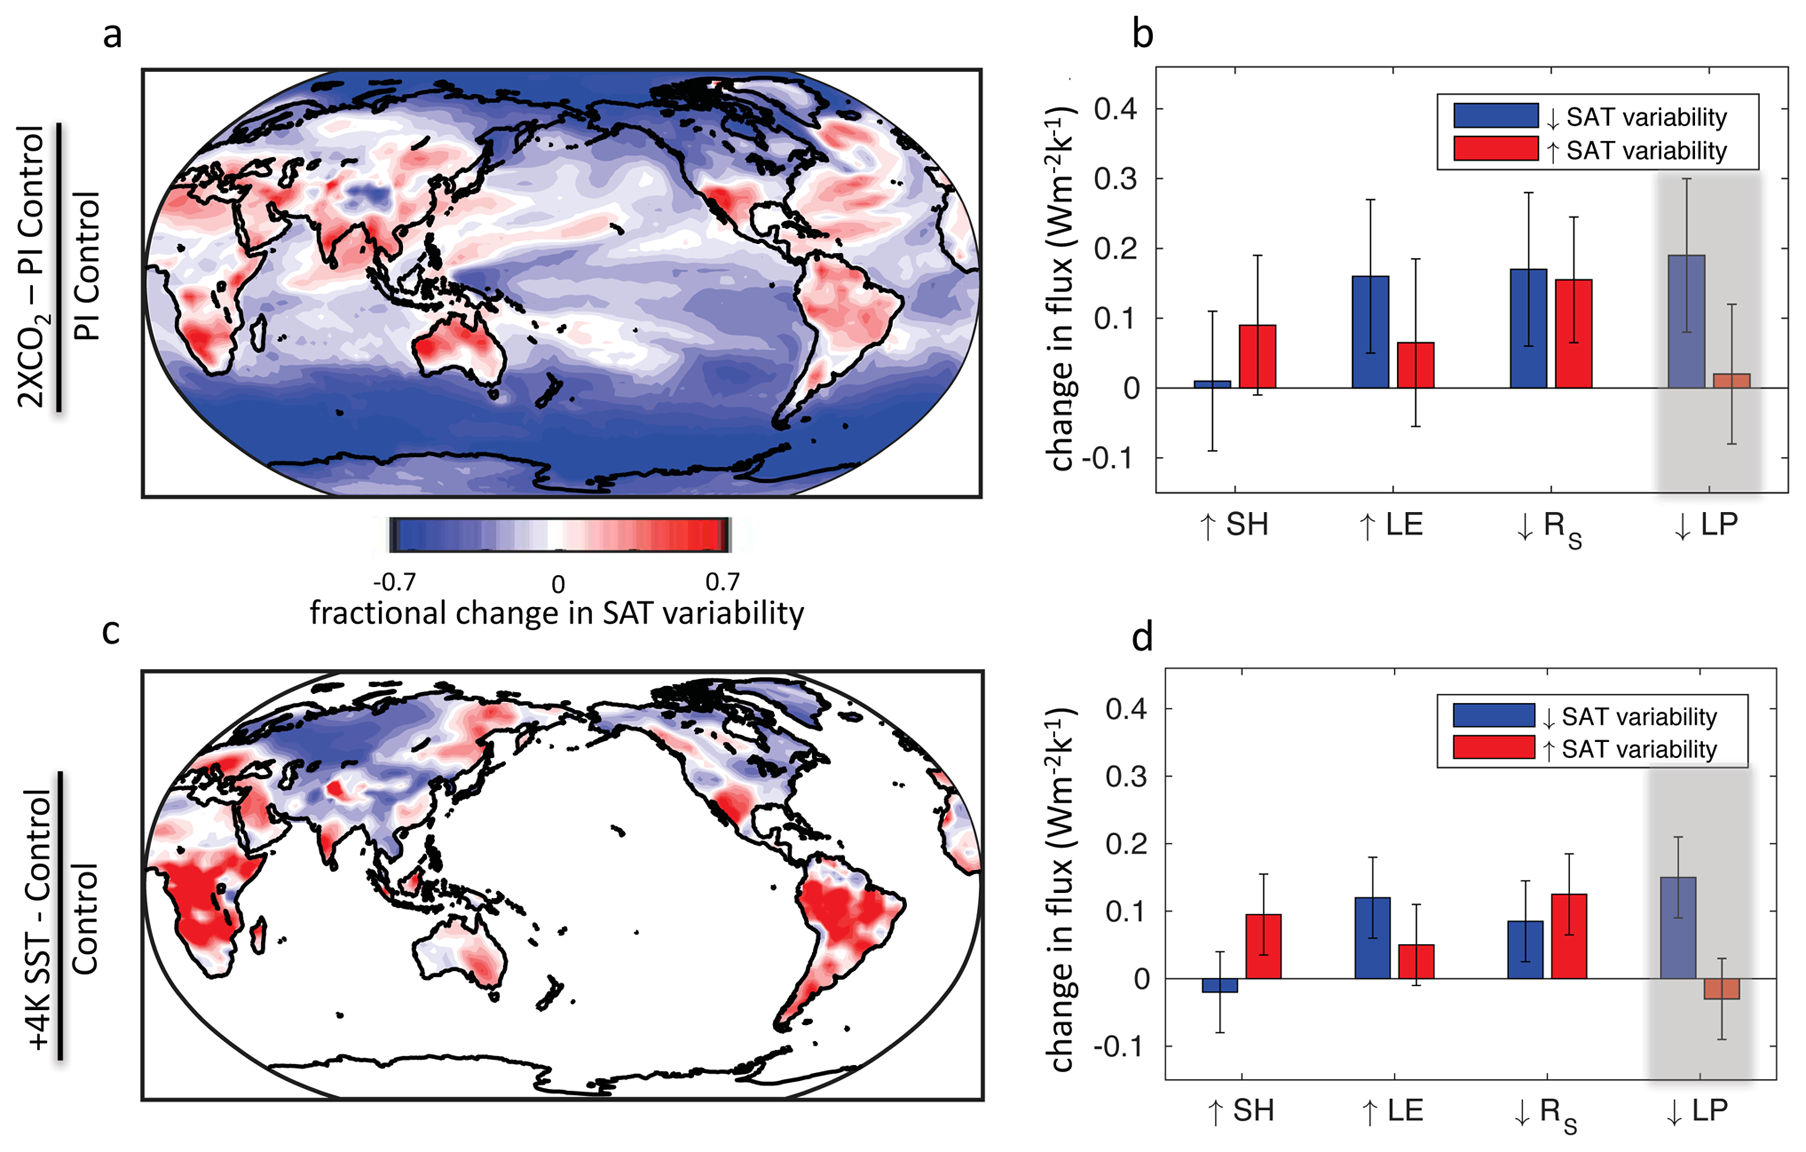 a
2XCO2 – PI Control
PI Control
-0.7 0 0.7
fractional change in SAT variability
b
change in flux (Wm-2k-1)
0.4
0.3
0.2
0.1
0
-0.1
↓ SAT variability
↑ SAT variability
↑ SH ↑ LE ↓ RS ↓ LP
c
+4K SST - Control
Control
d
change in flux (Wm-2k-1)
0.4
0.3
0.2
0.1
0
-0.1
↓ SAT variability
↑ SAT variability
↑ SH ↑ LE ↓ RS ↓ LP